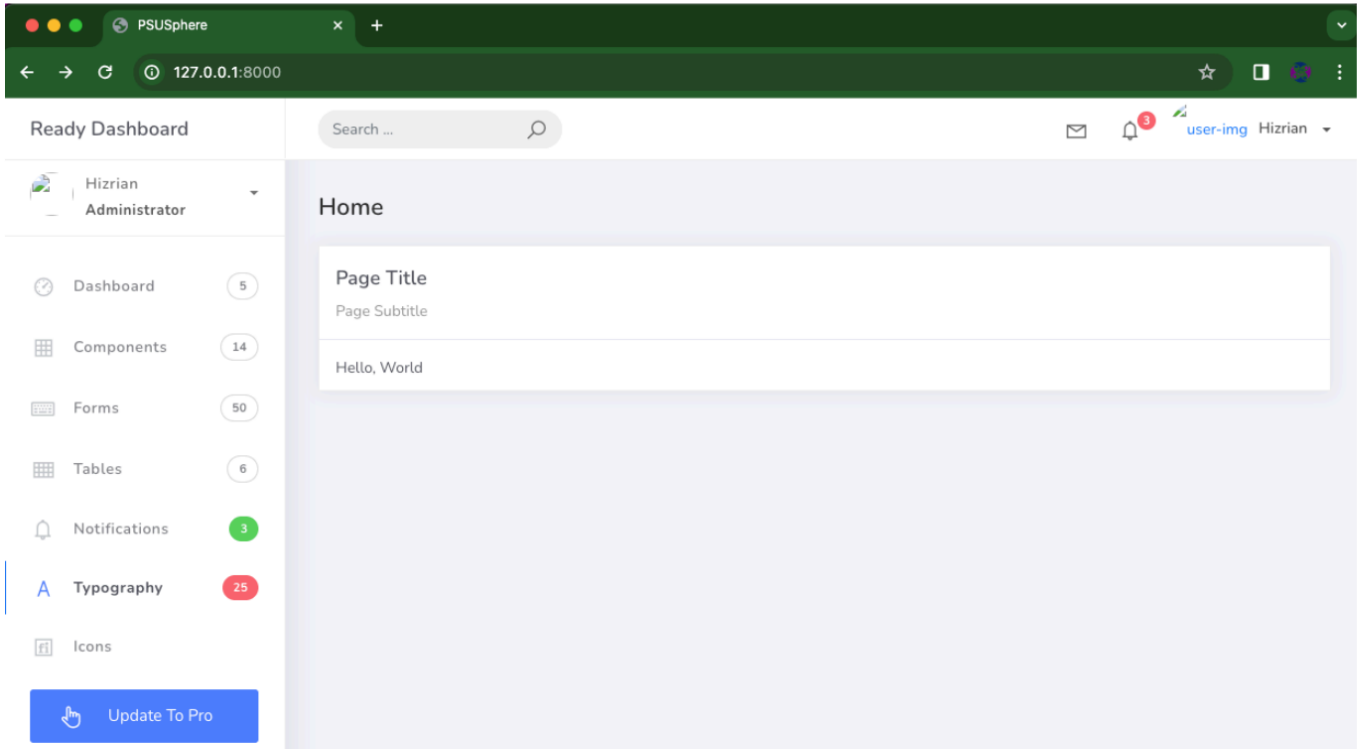 PSUSphere
127.0.0.1:8000
Ready Dashboard
Search ...
3
user-img Hizrian
Hizrian
Administrator
Home
Page Title
Page Subtitle
Hello, World
Dashboard 5
Components 14
Forms 50
Tables 6
Notifications 3
A Typography 25
Icons
Update To Pro